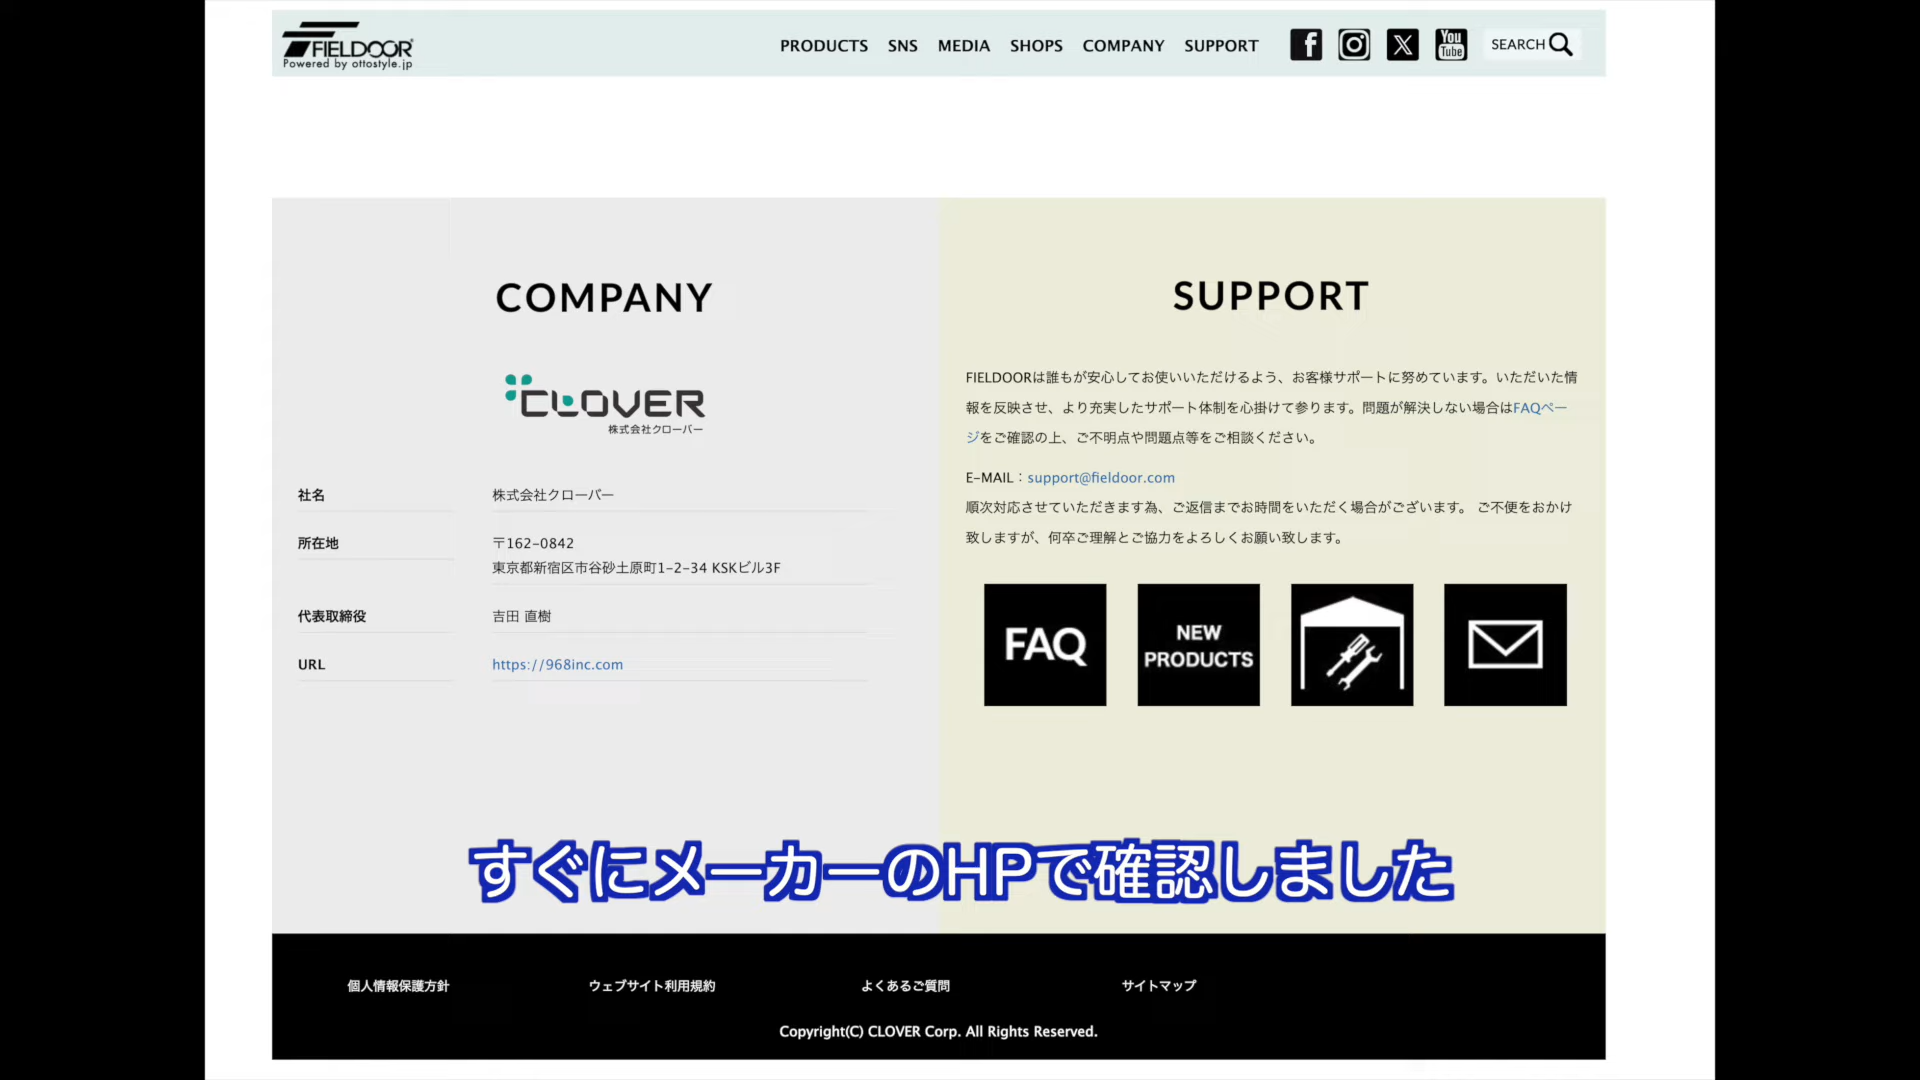 FIELDOOR
Powered by ottostyle.jp
PRODUCTS SNS MEDIA SHOPS COMPANY SUPPORT
You
Tube
SEARCH
COMPANY
CLOVER
株式会社クローバー
社名 株式会社クローバー
所在地 〒162-0842
東京都新宿区市谷砂土原町1-2-34 KSKビル3F
代表取締役 吉田 直樹
URL https://968inc.com
SUPPORT
FIELDOORは誰もが安心してお使いいただけるよう、お客様サポートに努めています。いただいた情
報を反映させ、より充実したサポート体制を心掛けて参ります。問題が解決しない場合はFAQペー
ジをご確認の上、ご不明点や問題点等をご相談ください。
E-MAIL：support@fieldoor.com
順次対応させていただきます為、ご返信までお時間をいただく場合がございます。 ご不便をおかけ
致しますが、何卒ご理解とご協力をよろしくお願い致します。
FAQ
NEW
PRODUCTS
すぐにメーカーのHPで確認しました
個人情報保護方針 ウェブサイト利用規約 よくあるご質問 サイトマップ
Copyright(C) CLOVER Corp. All Rights Reserved.